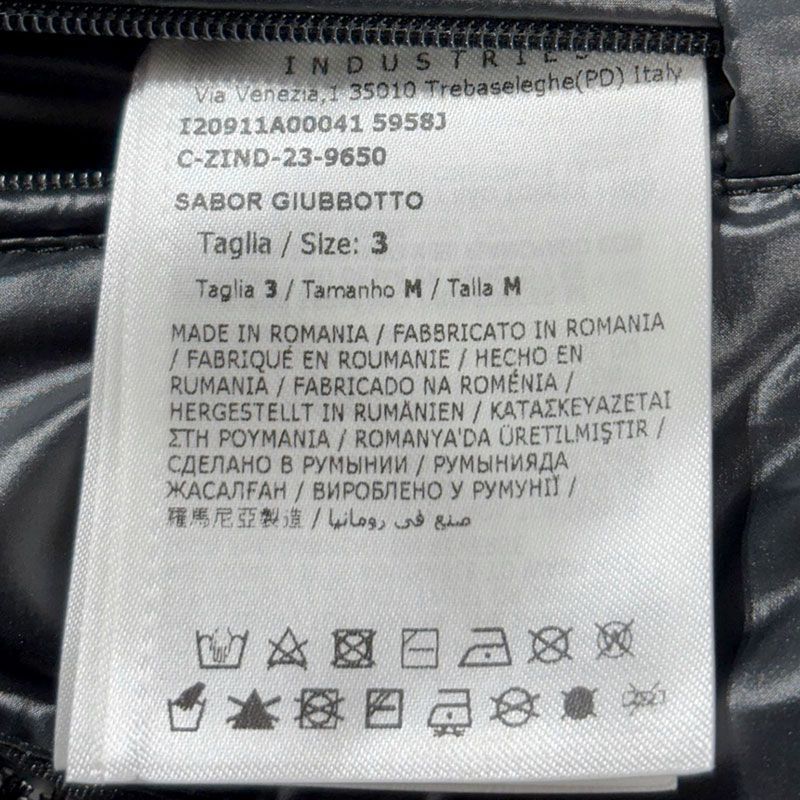 INDUSTRIES
Via Venezia,1 35010 Trebaseleghe(PD) Italy
I20911A00041 5958J
C-ZIND-23-9650
SABOR GIUBBOTTO
Taglia / Size: 3
Taglia 3 / Tamanho M / Talla M
MADE IN ROMANIA / FABBRICATO IN ROMANIA
/ FABRIQUÉ EN ROUMANIE / HECHO EN
RUMANIA / FABRICADO NA ROMÉNIA /
HERGESTELLT IN RUMÄNIEN / ΚΑΤΑΣΚΕΥΑΖΕΤΑΙ
ΣΤΗ ΡΟΥΜΑΝΙΑ / ROMANYA'DA ÜRETİLMİŞTİR /
СДЕЛАНО В РУМЫНИИ / РУМЫНИЯДА
ЖАСАЛҒАН / ВИРОБЛЕНО У РУМУНІЇ /
羅馬尼亞製造 / صنع في رومانيا